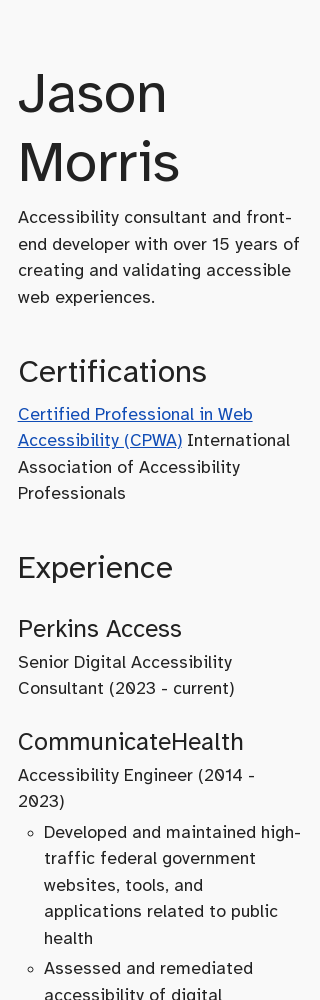 Jason
Morris
Accessibility consultant and front-
end developer with over 15 years of
creating and validating accessible
web experiences.
Certifications
Certified Professional in Web
Accessibility (CPWA) International
Association of Accessibility
Professionals
Experience
Perkins Access
Senior Digital Accessibility
Consultant (2023 - current)
CommunicateHealth
Accessibility Engineer (2014 -
2023)
Developed and maintained high-
traffic federal government
websites, tools, and
applications related to public
health
Assessed and remediated
accessibility of digital